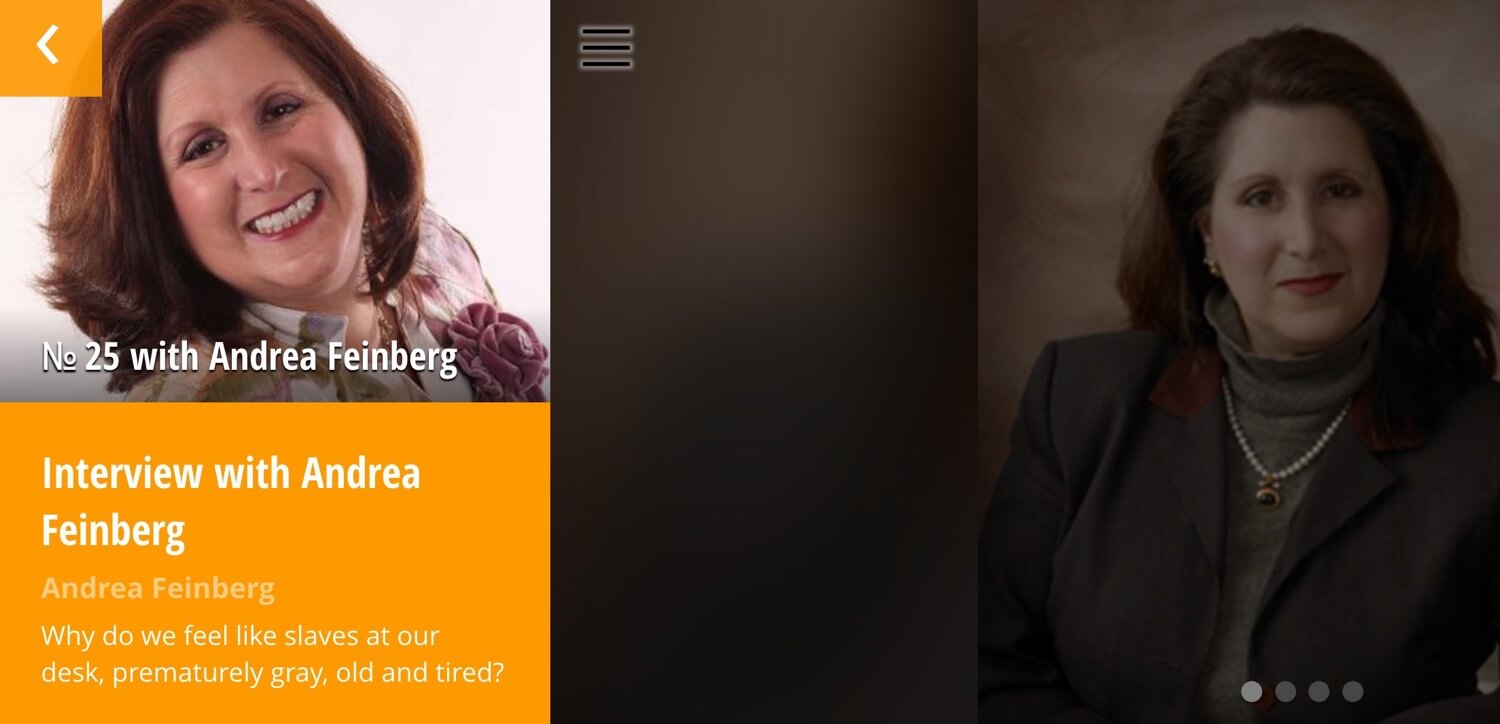 № 25 with Andrea Feinberg
Interview with Andrea
Feinberg
Andrea Feinberg
Why do we feel like slaves at our
desk, prematurely gray, old and tired?